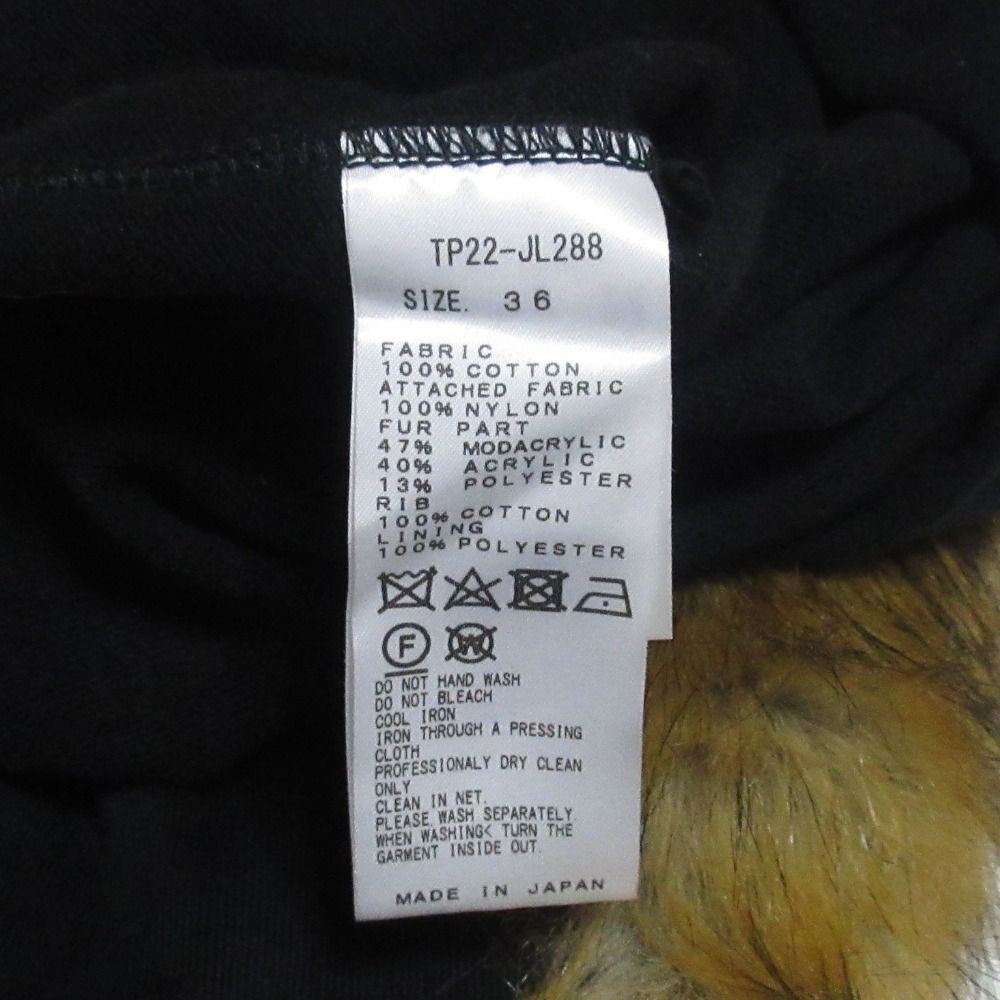 TP22-JL288
SIZE. 36
FABRIC
100% COTTON
ATTACHED FABRIC
100% NYLON
FUR PART
47% MODACRYLIC
40% ACRYLIC
13% POLYESTER
RIB
100% COTTON
LINING
100% POLYESTER
F W
DO NOT HAND WASH
DO NOT BLEACH
COOL IRON
IRON THROUGH A PRESSING
CLOTH
PROFESSIONALY DRY CLEAN
ONLY
CLEAN IN NET.
PLEASE WASH SEPARATELY.
WHEN WASHING< TURN THE
GARMENT INSIDE OUT.
MADE IN JAPAN